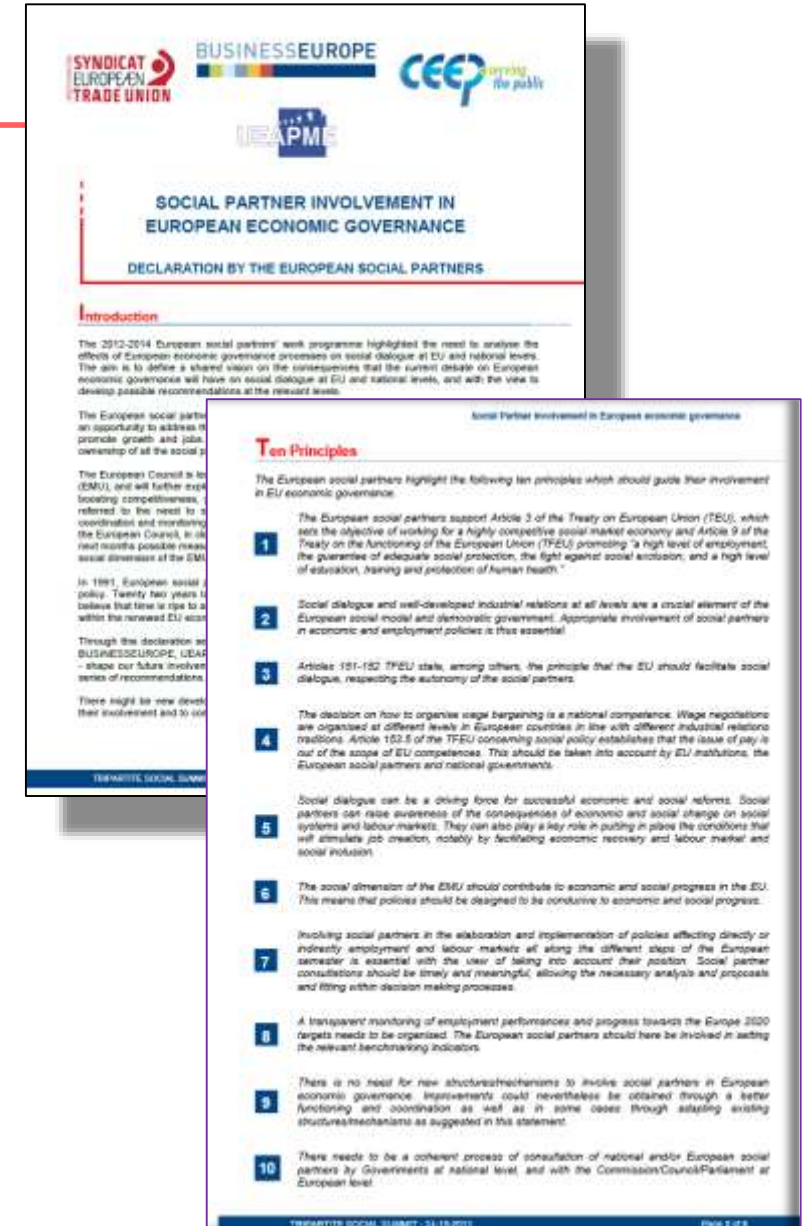 SYNDICAT
EUROPEAN
TRADE UNION
BUSINESSEUROPE
CEEP
serving
the public
UEAPME
SOCIAL PARTNER INVOLVEMENT IN
EUROPEAN ECONOMIC GOVERNANCE
DECLARATION BY THE EUROPEAN SOCIAL PARTNERS
Introduction
The 2012-2014 European social partners' work programme highlighted the need to analyse the
effects of European economic governance processes on social dialogue at EU and national levels.
The aim is to define a shared vision on the consequences that the current debate on European
economic governance will have on social dialogue at EU and national levels, and with the view to
develop possible recommendations at the relevant levels.
The European social partne
an opportunity to address th
promote growth and jobs.
ownership of all the social p
The European Council is
(EMU), and will further
boosting competitiveness,
referred to the need to s
coordination and monitoring
the European Council, in
next months possible meas
social dimension of the EMU
In 1991, European social
policy. Twenty two years
believe that time is ripe to a
within the renewed EU
Through this declaration
BUSINESSEUROPE,
- shape our future involve
series of recommendations
There might be new
their involvement and to
TRIPARTITE SOCIAL
Social Partner Involvement in European economic governance
Ten Principles
The European social partners highlight the following ten principles which should guide their involvement
in EU economic governance.
1
The European social partners support Article 3 of the Treaty on European Union (TEU), which
sets the objective of working for a highly competitive social market economy and Article 9 of the
Treaty on the functioning of the European Union (TFEU) promoting "a high level of employment,
the guarantee of adequate social protection, the fight against social exclusion, and a high level
of education, training and protection of human health."
2
Social dialogue and well-developed industrial relations at all levels are a crucial element of the
European social model and democratic government. Appropriate involvement of social partners
in economic and employment policies is thus essential.
3
Articles 151-152 TFEU state, among others, the principle that the EU should facilitate social
dialogue, respecting the autonomy of the social partners.
4
The decision on how to organise wage bargaining is a national competence. Wage negotiations
are organised at different levels in European countries in line with different industrial relations
traditions. Article 153.5 of the TFEU concerning social policy establishes that the issue of pay is
out of the scope of EU competences. This should be taken into account by EU institutions, the
European social partners and national governments.
5
Social dialogue can be a driving force for successful economic and social reforms. Social
partners can raise awareness of the consequences of economic and social change on social
systems and labour markets. They can also play a key role in putting in place the conditions that
will stimulate job creation, notably by facilitating economic recovery and labour market and
social inclusion.
6
The social dimension of the EMU should contribute to economic and social progress in the EU.
This means that policies should be designed to be conducive to economic and social progress.
7
Involving social partners in the elaboration and implementation of policies affecting directly or
indirectly employment and labour markets all along the different steps of the European
semester is essential with the view of taking into account their position. Social partner
consultations should be timely and meaningful, allowing the necessary analysis and proposals
and fitting within decision making processes.
8
A transparent monitoring of employment performances and progress towards the Europe 2020
targets needs to be organised. The European social partners should here be involved in setting
the relevant benchmarking indicators.
9
There is no need for new structures/mechanisms to involve social partners in European
economic governance. Improvements could nevertheless be obtained through a better
functioning and coordination as well as in some cases through adapting existing
structures/mechanisms as suggested in this statement.
10
There needs to be a coherent process of consultation of national and/or European social
partners by Governments at national level, and with the Commission/Council/Parliament at
European level.
TRIPARTITE SOCIAL SUMMIT - 24-10-2013
Page 2 of